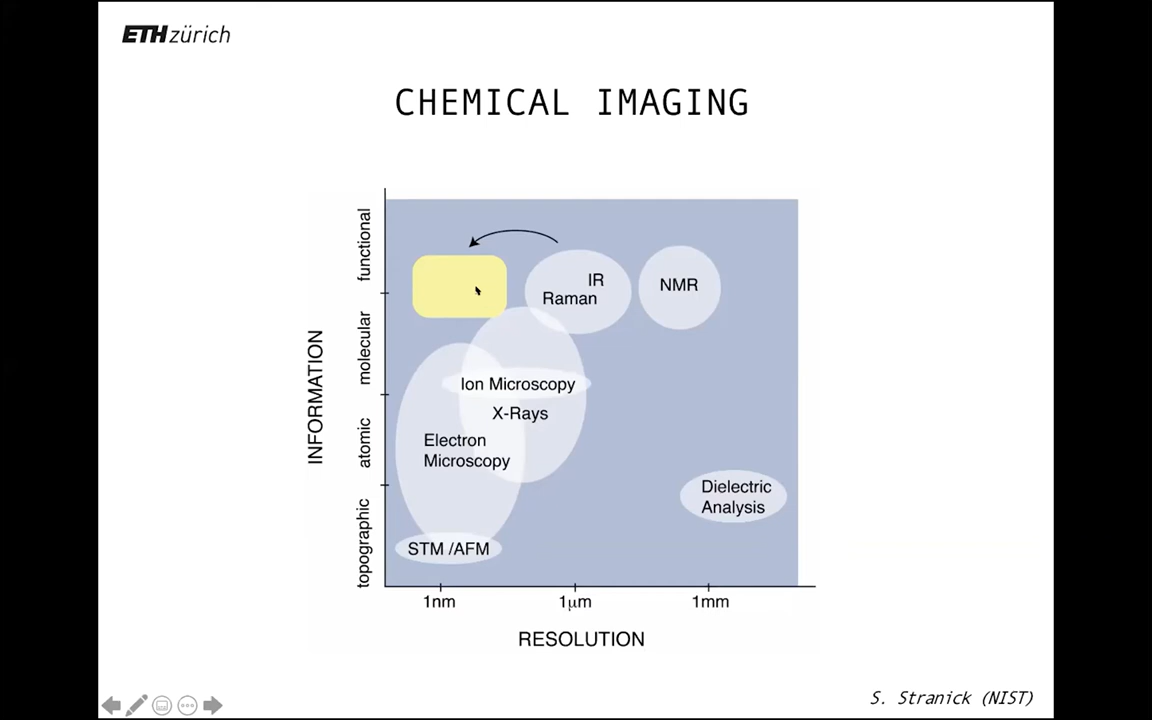 ETH zürich
CHEMICAL IMAGING
INFORMATION
functional
molecular
atomic
topographic
IR
Raman
NMR
Ion Microscopy
X-Rays
Electron
Microscopy
Dielectric
Analysis
STM /AFM
1nm
1μm
1mm
RESOLUTION
S. Stranick (NIST)